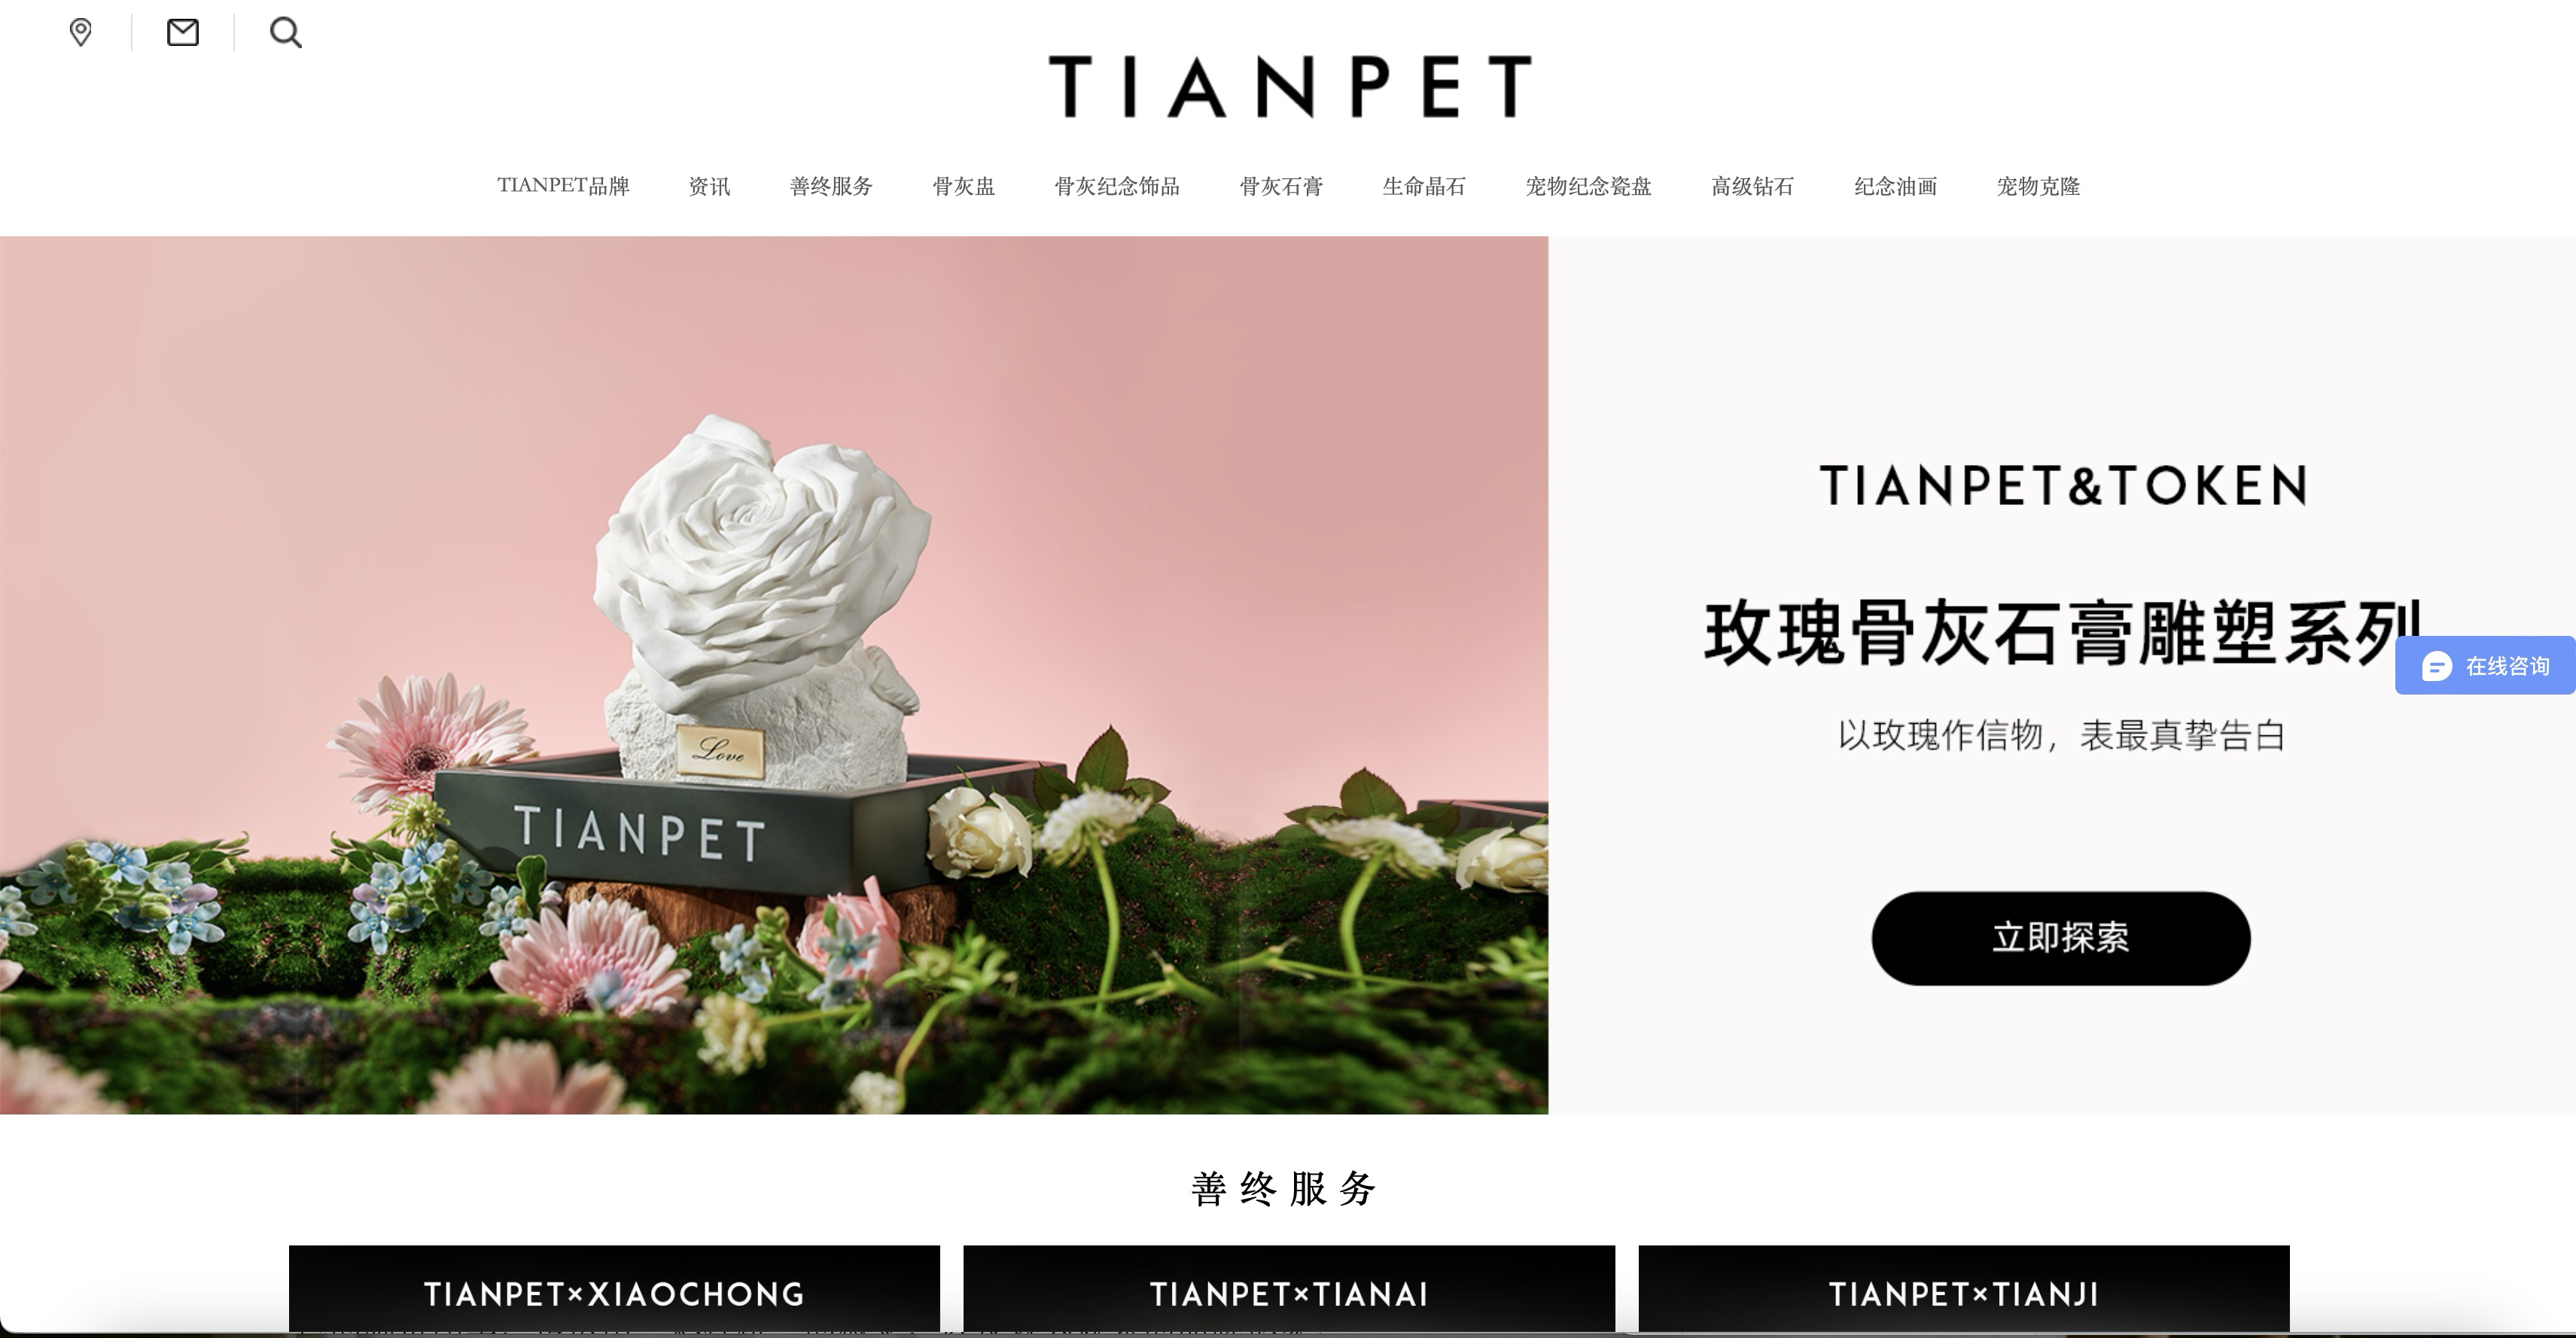 TIANPET
TIANPET品牌 资讯 善终服务 骨灰盅 骨灰纪念饰品 骨灰石膏 生命晶石 宠物纪念瓷盘 高级钻石 纪念油画 宠物克隆
TIANPET&TOKEN
玫瑰骨灰石膏雕塑系列
在线咨询
以玫瑰作信物，表最真挚告白
Love
TIANPET
立即探索
善终服务
TIANPET×XIAOCHONG TIANPET×TIANAI TIANPET×TIANJI